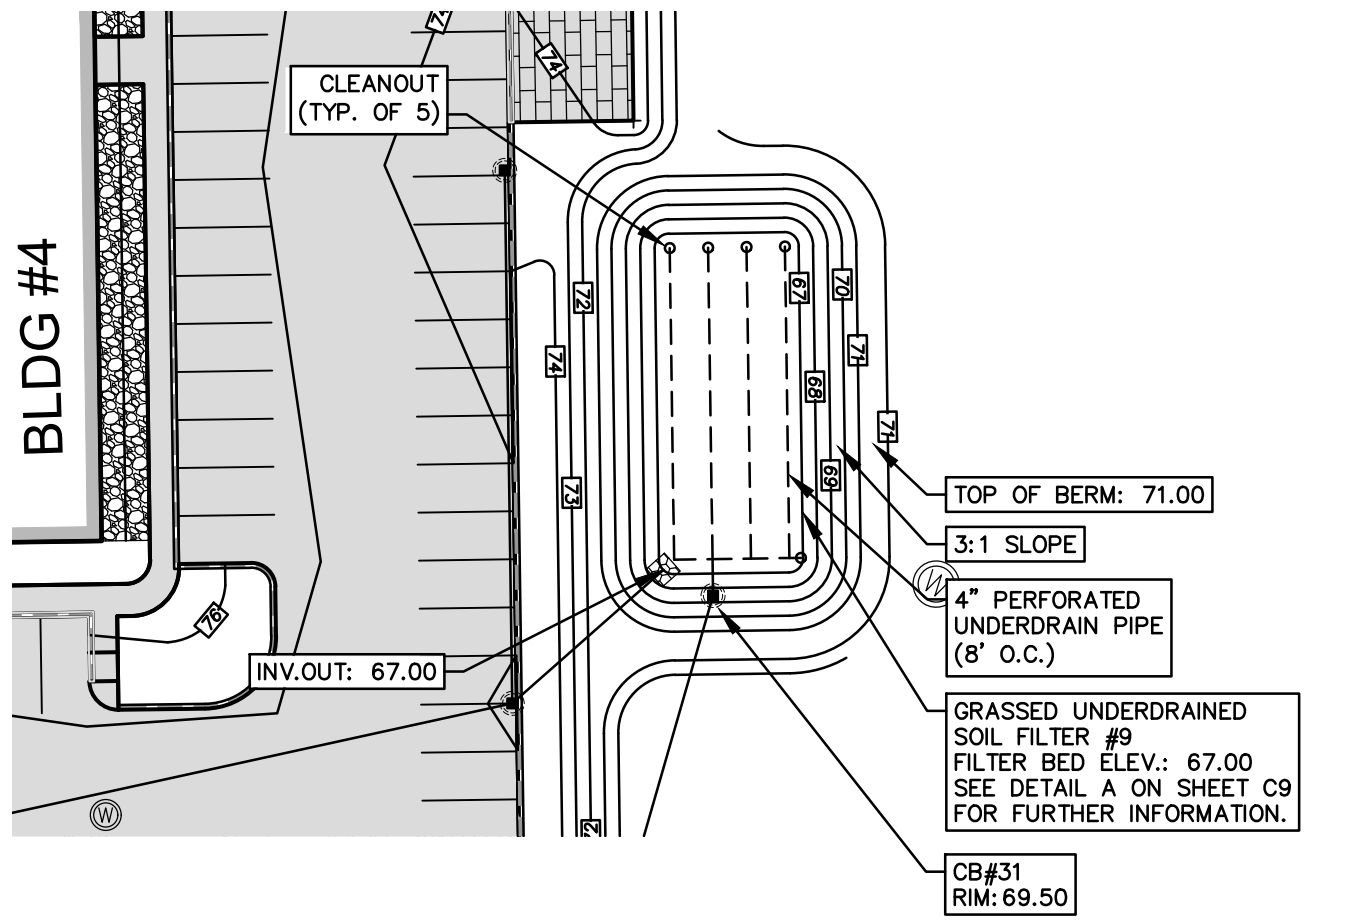 CLEANOUT
(TYP. OF 5)
74
BLDG #4
72
67
70
74
71
68
71
69
73
TOP OF BERM: 71.00
3:1 SLOPE
W
4" PERFORATED
UNDERDRAIN PIPE
(8' O.C.)
76
INV.OUT: 67.00
GRASSED UNDERDRAINED
SOIL FILTER #9
FILTER BED ELEV.: 67.00
SEE DETAIL A ON SHEET C9
FOR FURTHER INFORMATION.
W
CB#31
RIM:69.50